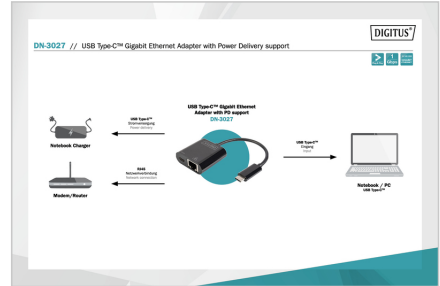 DIGITUS®
DN-3027 // USB Type-C™ Gigabit Ethernet Adapter with Power Delivery support
1
Gbps
USB Type-C™ Gigabit Ethernet
Adapter with PD support
DN-3027
USB Type-C™
Stromversorgung
Power delivery
Notebook Charger
USB Type-C™
Eingang
Input
RJ45
Netzwerkverbindung
Network connection
Modem/Router
Notebook / PC
USB Type-C™